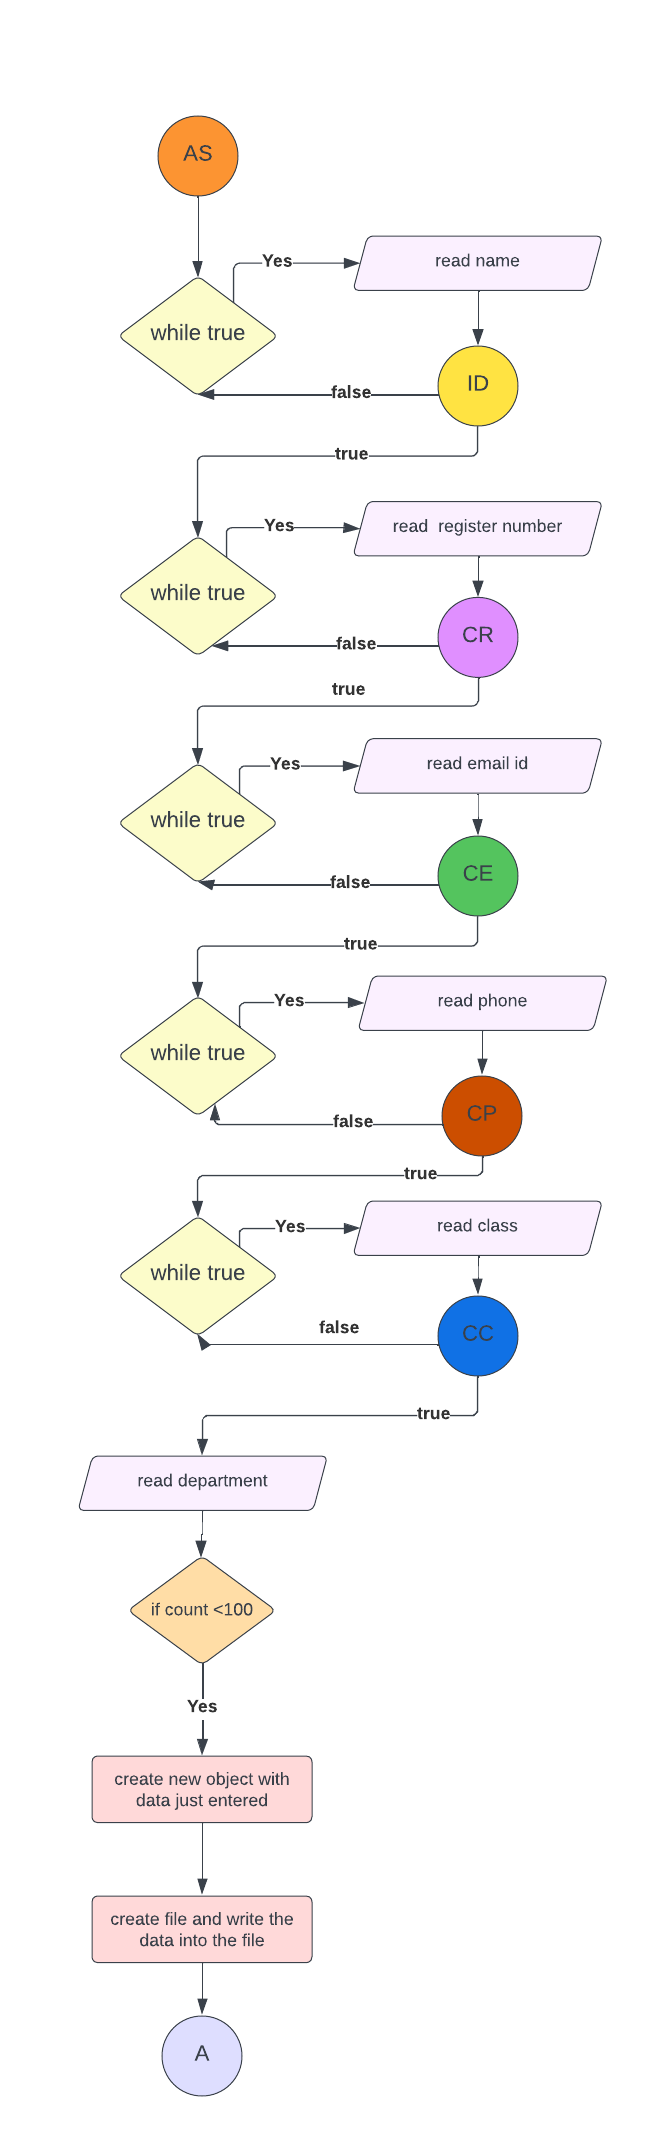 AS
Yes
read name
while true
ID
false
true
Yes
read  register number
while true
CR
false
true
Yes
read email id
while true
CE
false
true
Yes
read phone
while true
CP
false
true
Yes
read class
while true
false
CC
true
read department
if count <100
Yes
create new object with
data just entered
create file and write the
data into the file
A